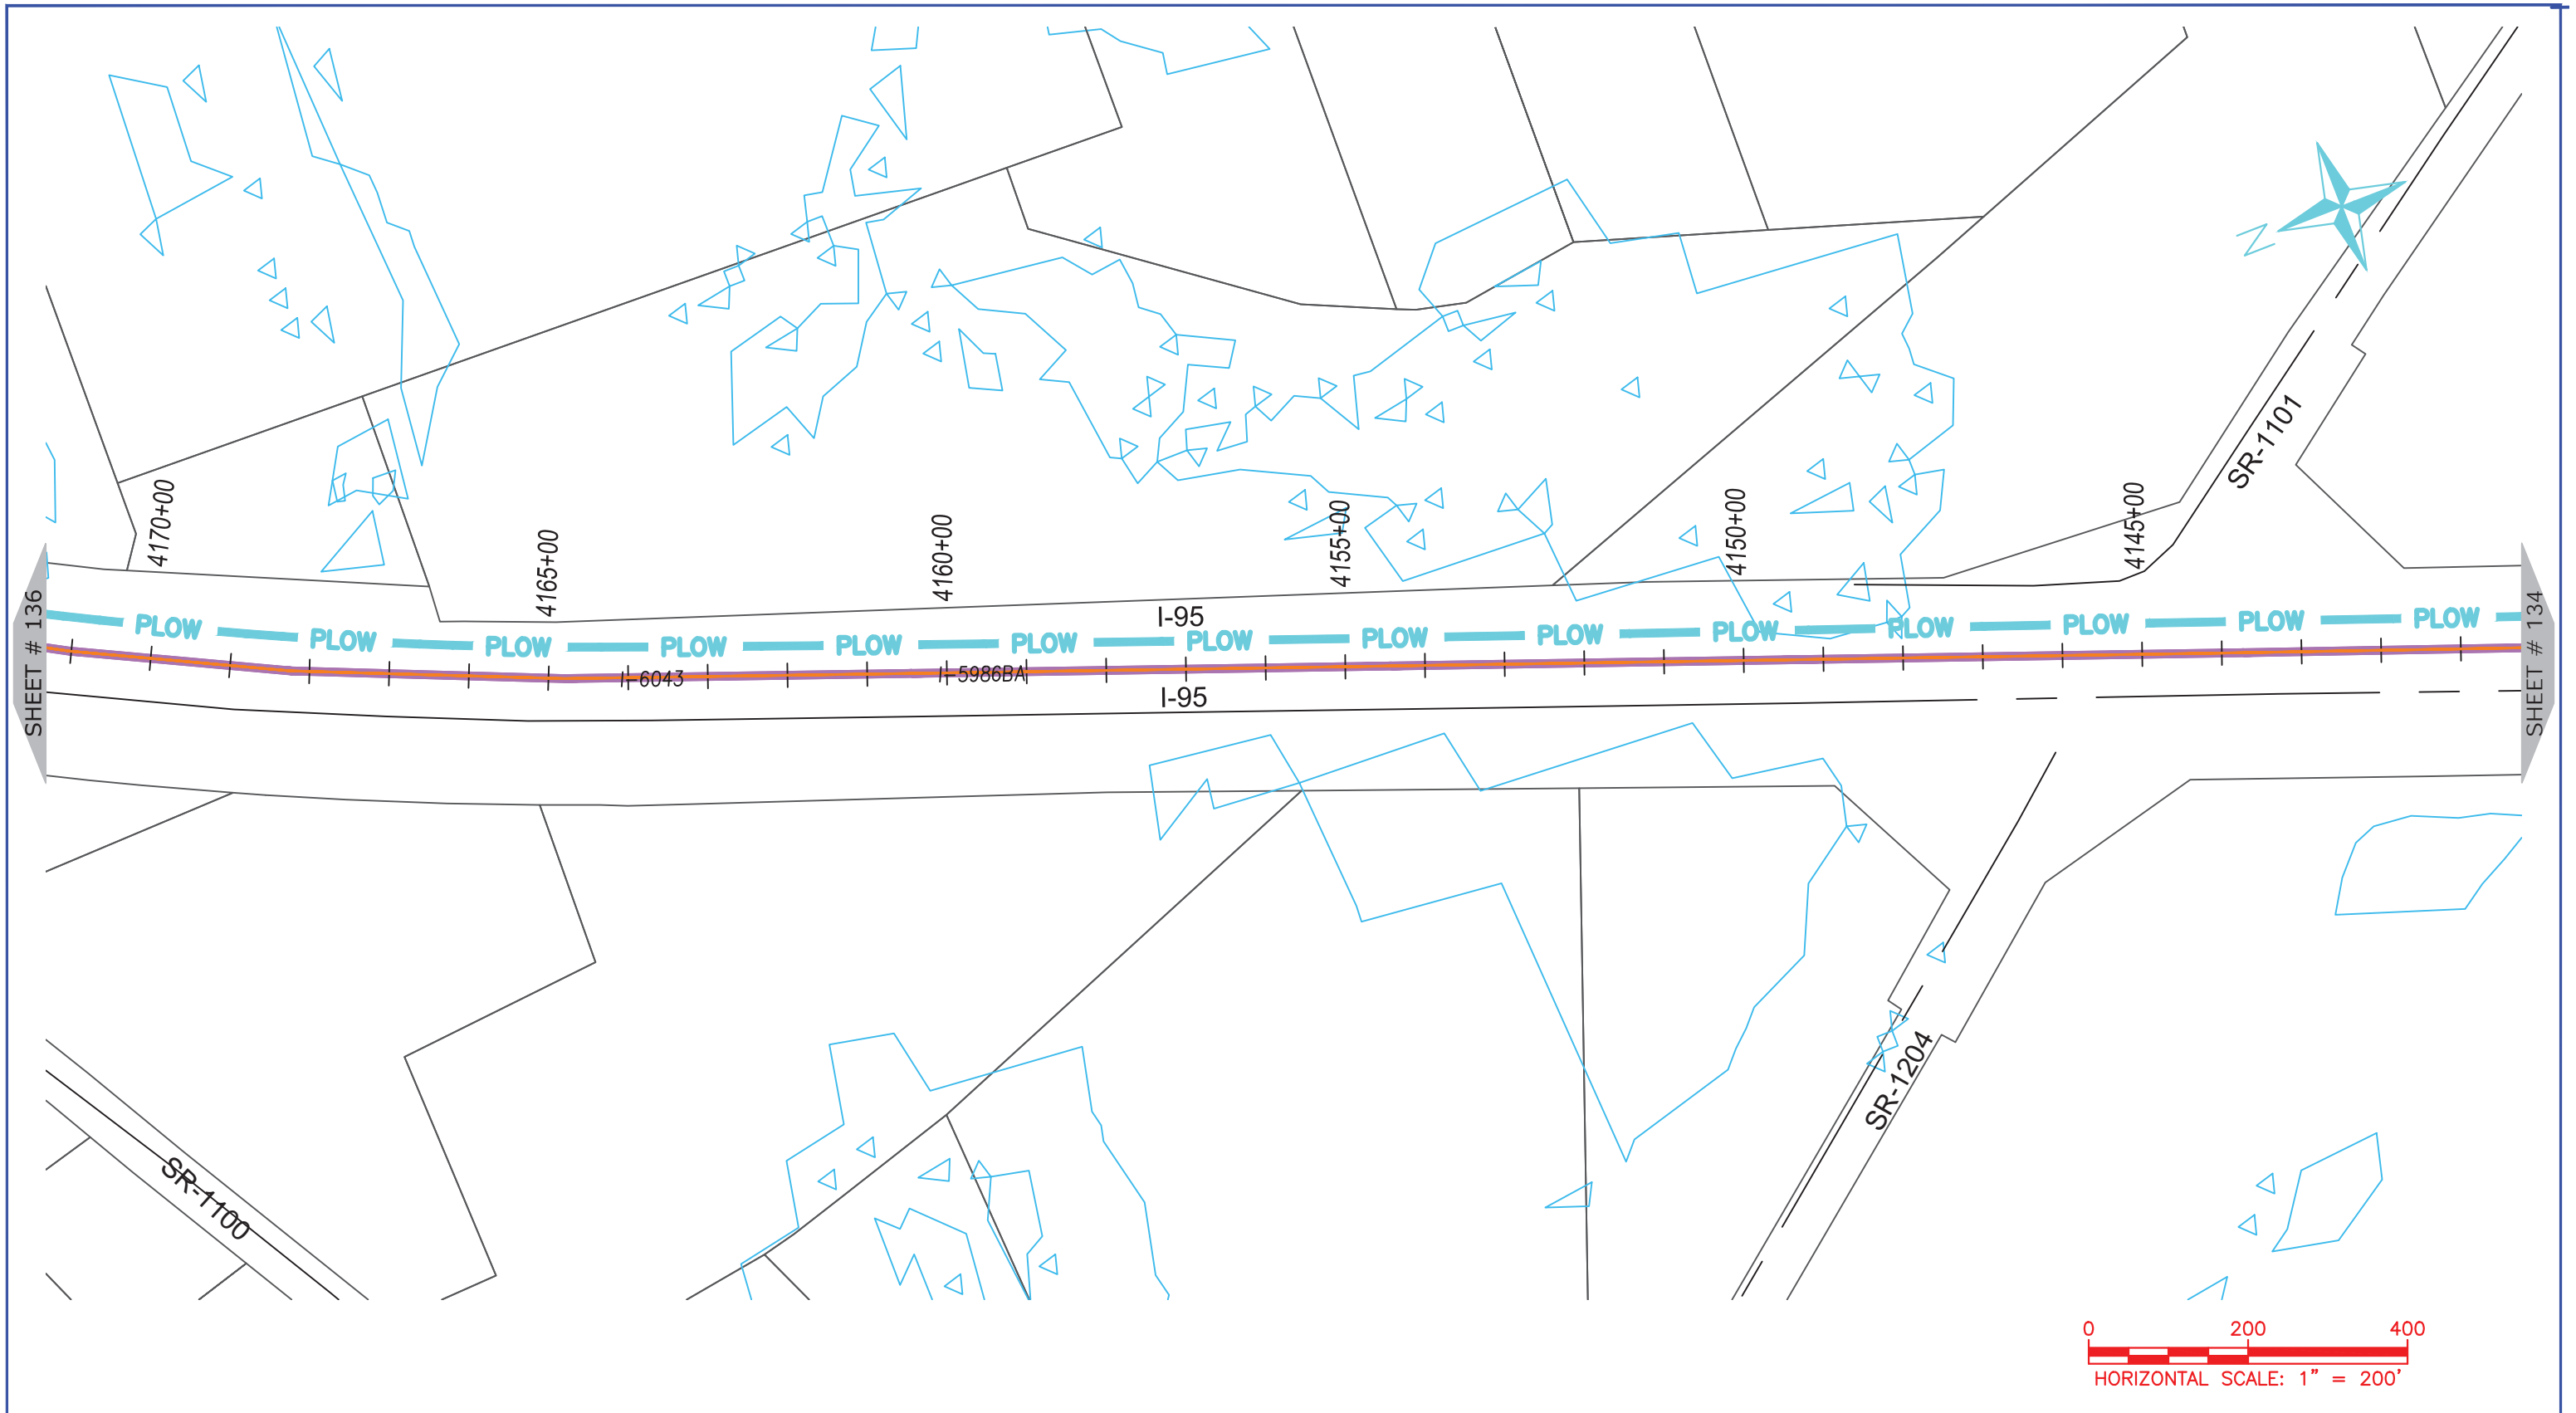 N
SR-1101
4170+00
4165+00
4160+00
4155+00
4150+00
4145+00
SHEET # 136
I-95
SHEET # 134
PLOW PLOW PLOW PLOW PLOW PLOW PLOW PLOW PLOW PLOW PLOW PLOW PLOW PLOW
I-6043
I-5986BA
I-95
SR-1204
SR-1100
0 200 400
HORIZONTAL SCALE: 1" = 200'